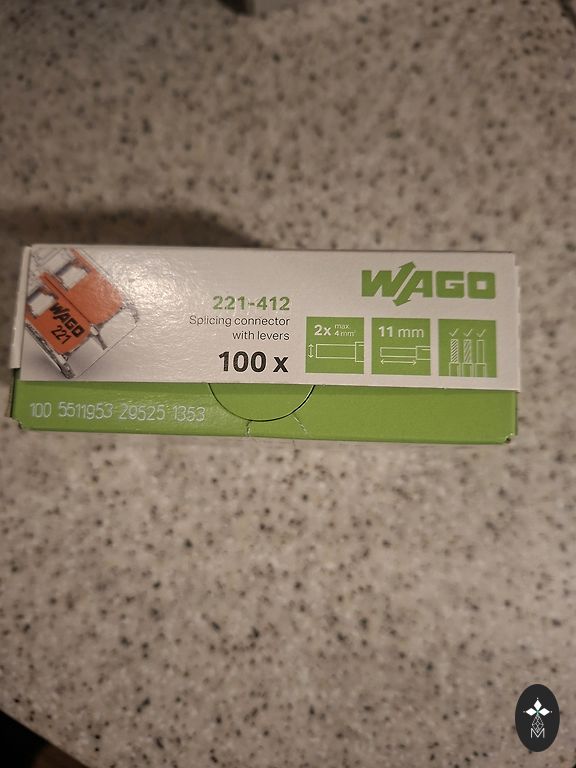 WAGO
221
221-412
Splicing connector
with levers
100 x
WAGO
2x max. 4 mm²
11 mm
100 5511953 29525 1353
M